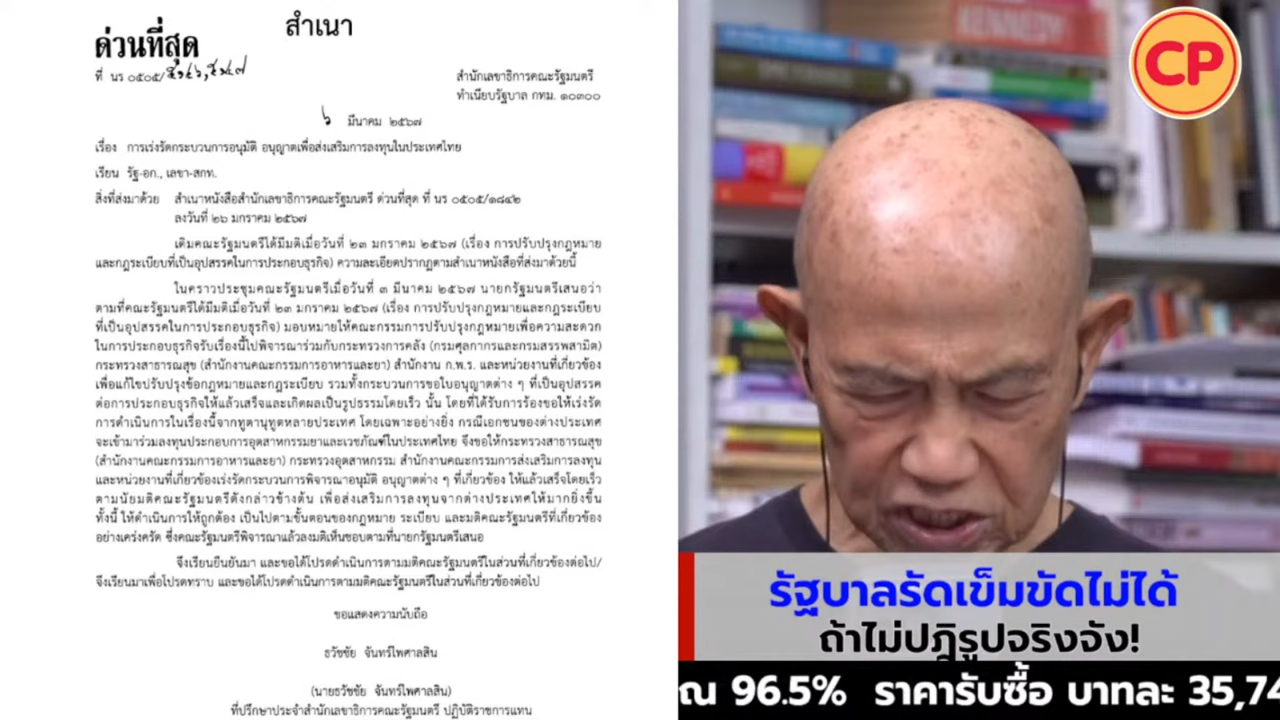 สำเนา
ด่วนที่สุด
ที่ นร ๐๕๐๕/
สำนักเลขาธิการคณะรัฐมนตรี
ทำเนียบรัฐบาล กทม. ๑๐๓๐๐
๖ มีนาคม ๒๕๖๗
เรื่อง การเร่งรัดกระบวนการอนุมัติ อนุญาตเพื่อส่งเสริมการลงทุนในประเทศไทย
เรียน รัฐ-อก., เลขา-สกท.
สิ่งที่ส่งมาด้วย สำเนาหนังสือสำนักเลขาธิการคณะรัฐมนตรี ด่วนที่สุด ที่ นร ๐๕๐๕/ว๑๘๔๒
ลงวันที่ ๒๖ มกราคม ๒๕๖๗
เดิมคณะรัฐมนตรีได้มีมติเมื่อวันที่ ๒๓ มกราคม ๒๕๖๗ (เรื่อง การปรับปรุงกฎหมาย
และกฎระเบียบที่เป็นอุปสรรคในการประกอบธุรกิจ) ความละเอียดปรากฏตามสำเนาหนังสือที่ส่งมาด้วยนี้
ในคราวประชุมคณะรัฐมนตรีเมื่อวันที่ ๓ มีนาคม ๒๕๖๗ นายกรัฐมนตรีเสนอว่า
ตามที่คณะรัฐมนตรีได้มีมติเมื่อวันที่ ๒๓ มกราคม ๒๕๖๗ (เรื่อง การปรับปรุงกฎหมายและกฎระเบียบ
ที่เป็นอุปสรรคในการประกอบธุรกิจ) มอบหมายให้คณะกรรมการปรับปรุงกฎหมายเพื่อความสะดวก
ในการประกอบธุรกิจรับเรื่องนี้ไปพิจารณาร่วมกับกระทรวงการคลัง (กรมศุลกากรและกรมสรรพสามิต)
กระทรวงสาธารณสุข (สำนักงานคณะกรรมการอาหารและยา) สำนักงาน ก.พ.ร. และหน่วยงานที่เกี่ยวข้อง
เพื่อแก้ไขปรับปรุงข้อกฎหมายและกฎระเบียบ รวมทั้งกระบวนการขอใบอนุญาตต่าง ๆ ที่เป็นอุปสรรค
ต่อการประกอบธุรกิจให้แล้วเสร็จและเกิดผลเป็นรูปธรรมโดยเร็ว นั้น โดยที่ได้รับการร้องขอให้เร่งรัด
การดำเนินการในเรื่องนี้จากทูตานุทูตหลายประเทศ โดยเฉพาะอย่างยิ่ง กรณีเอกชนของต่างประเทศ
จะเข้ามาร่วมลงทุนประกอบการอุตสาหกรรมยาและเวชภัณฑ์ในประเทศไทย จึงขอให้กระทรวงสาธารณสุข
(สำนักงานคณะกรรมการอาหารและยา) กระทรวงอุตสาหกรรม สำนักงานคณะกรรมการส่งเสริมการลงทุน
และหน่วยงานที่เกี่ยวข้องเร่งรัดกระบวนการพิจารณาอนุมัติ อนุญาตต่าง ๆ ที่เกี่ยวข้อง ให้แล้วเสร็จโดยเร็ว
ตามนัยมติคณะรัฐมนตรีดังกล่าวข้างต้น เพื่อส่งเสริมการลงทุนจากต่างประเทศให้มากยิ่งขึ้น
ทั้งนี้ ให้ดำเนินการให้ถูกต้อง เป็นไปตามขั้นตอนของกฎหมาย ระเบียบ และมติคณะรัฐมนตรีที่เกี่ยวข้อง
อย่างเคร่งครัด ซึ่งคณะรัฐมนตรีพิจารณาแล้วลงมติเห็นชอบตามที่นายกรัฐมนตรีเสนอ
จึงเรียนยืนยันมา และขอได้โปรดดำเนินการตามมติคณะรัฐมนตรีในส่วนที่เกี่ยวข้องต่อไป/
จึงเรียนมาเพื่อโปรดทราบ และขอได้โปรดดำเนินการตามมติคณะรัฐมนตรีในส่วนที่เกี่ยวข้องต่อไป
ขอแสดงความนับถือ
ธวัชชัย จันทร์ไพศาลสิน
(นายธวัชชัย จันทร์ไพศาลสิน)
ที่ปรึกษาประจำสำนักเลขาธิการคณะรัฐมนตรี ปฏิบัติราชการแทน
KENNEDY
CP
รัฐบาลรัดเข็มขัดไม่ได้
ถ้าไม่ปฏิรูปจริงจัง!
ณ 96.5% ราคารับซื้อ บาทละ 35,74